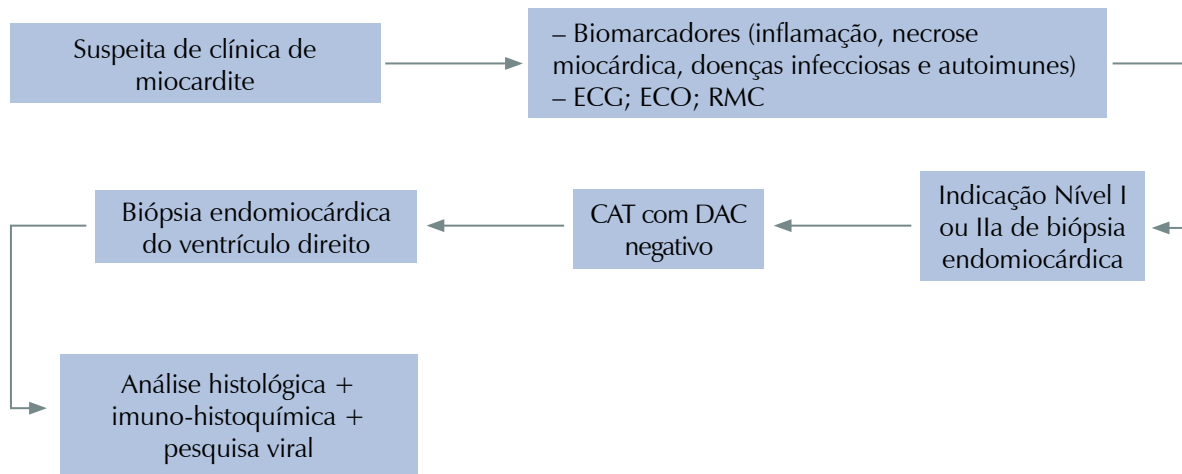 Suspeita de clínica de
miocardite
– Biomarcadores (inflamação, necrose
miocárdica, doenças infecciosas e autoimunes)
– ECG; ECO; RMC
Indicação Nível I
ou IIa de biópsia
endomiocárdica
CAT com DAC
negativo
Biópsia endomiocárdica
do ventrículo direito
Análise histológica +
imuno-histoquímica +
pesquisa viral